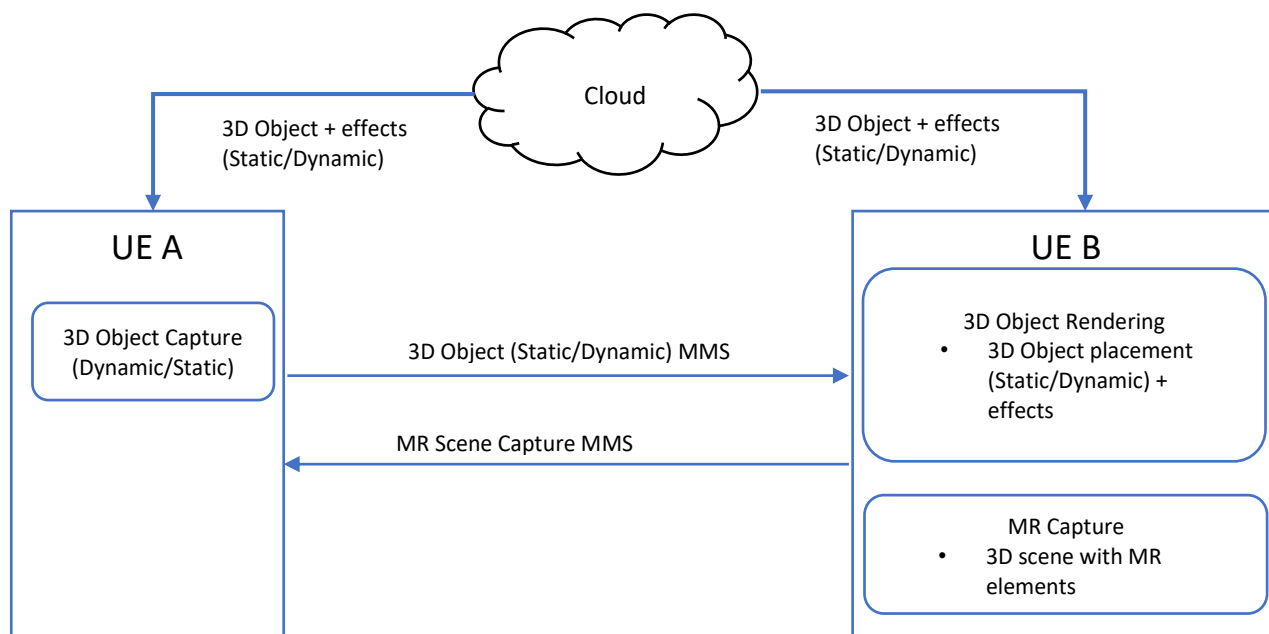 Cloud
3D Object + effects
(Static/Dynamic)
3D Object + effects
(Static/Dynamic)
UE A
3D Object Capture
(Dynamic/Static)
3D Object (Static/Dynamic) MMS
MR Scene Capture MMS
UE B
3D Object Rendering
• 3D Object placement
(Static/Dynamic) +
effects
MR Capture
• 3D scene with MR
elements